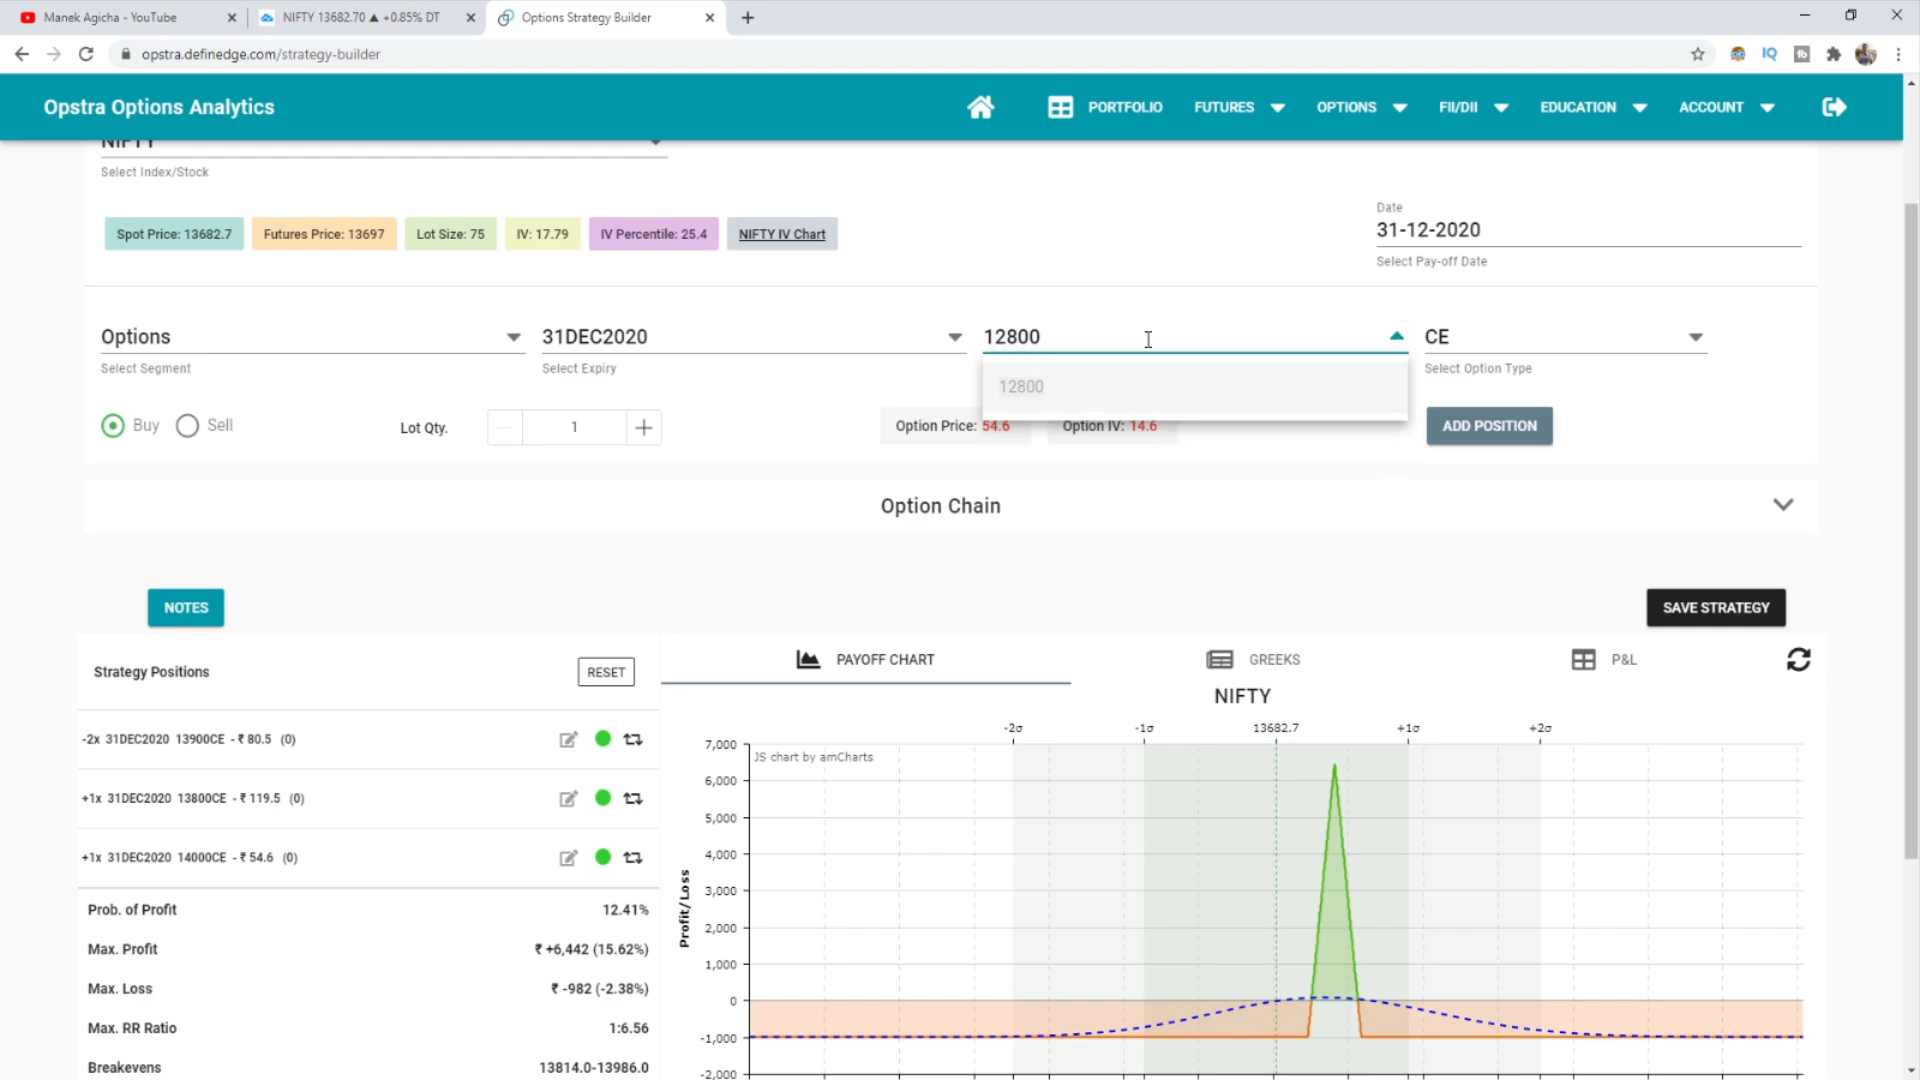 Manek Agicha - YouTube
NIFTY 13682.70 ▲ +0.85% DT
Options Strategy Builder
opstra.definedge.com/strategy-builder
Opstra Options Analytics
PORTFOLIO
FUTURES
OPTIONS
FII/DII
EDUCATION
ACCOUNT
NIFTY
Select Index/Stock
Spot Price: 13682.7
Futures Price: 13697
Lot Size: 75
IV: 17.79
IV Percentile: 25.4
NIFTY IV Chart
Date
31-12-2020
Select Pay-off Date
Options
Select Segment
31DEC2020
Select Expiry
12800
12800
CE
Select Option Type
Buy
Sell
Lot Qty.
1
Option Price: 54.6
Option IV: 14.6
ADD POSITION
Option Chain
NOTES
SAVE STRATEGY
Strategy Positions
RESET
-2x 31DEC2020 13900CE - ₹ 80.5 (0)
+1x 31DEC2020 13800CE - ₹ 119.5 (0)
+1x 31DEC2020 14000CE - ₹ 54.6 (0)
Prob. of Profit 12.41%
Max. Profit ₹ +6,442 (15.62%)
Max. Loss ₹ -982 (-2.38%)
Max. RR Ratio 1:6.56
Breakevens 13814.0-13986.0
PAYOFF CHART
GREEKS
P&L
NIFTY
-2σ -1σ 13682.7 +1σ +2σ
JS chart by amCharts
Profit/Loss
7,000
6,000
5,000
4,000
3,000
2,000
1,000
0
-1,000
-2,000